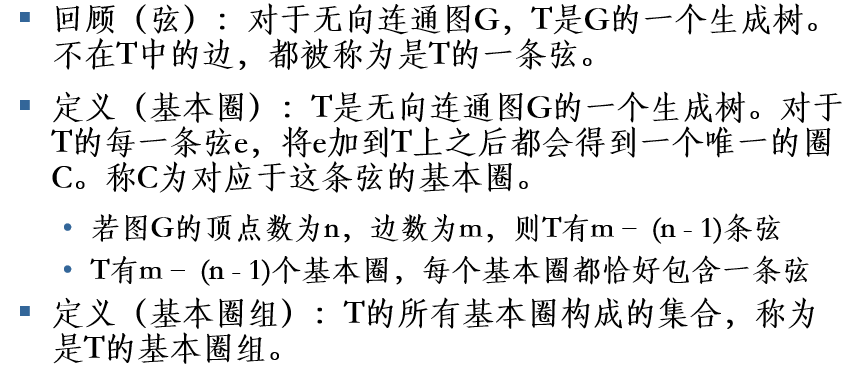 ▪ 回顾（弦）：对于无向连通图G，T是G的一个生成树。
不在T中的边，都被称为是T的一条弦。
▪ 定义（基本圈）：T是无向连通图G的一个生成树。对于
T的每一条弦e，将e加到T上之后都会得到一个唯一的圈
C。称C为对应于这条弦的基本圈。
• 若图G的顶点数为n，边数为m，则T有m – (n - 1)条弦
• T有m – (n - 1)个基本圈，每个基本圈都恰好包含一条弦
▪ 定义（基本圈组）：T的所有基本圈构成的集合，称为
是T的基本圈组。